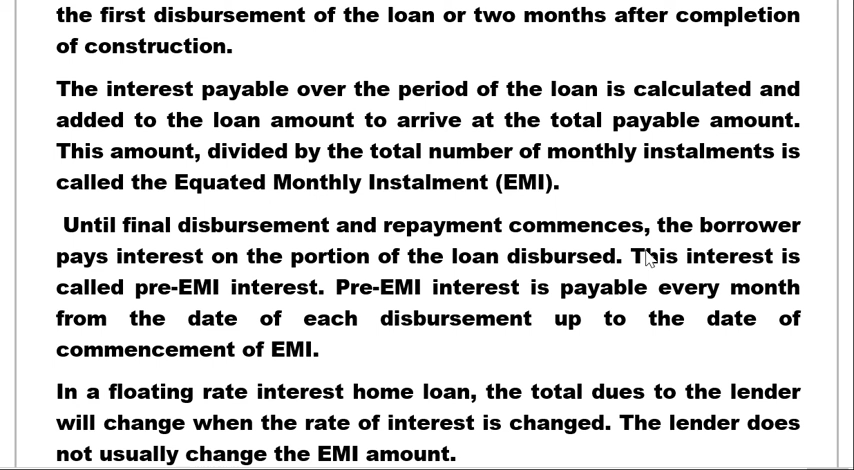 the first disbursement of the loan or two months after completion
of construction.
The interest payable over the period of the loan is calculated and
added to the loan amount to arrive at the total payable amount.
This amount, divided by the total number of monthly instalments is
called the Equated Monthly Instalment (EMI).
Until final disbursement and repayment commences, the borrower
pays interest on the portion of the loan disbursed. This interest is
called pre-EMI interest. Pre-EMI interest is payable every month
from the date of each disbursement up to the date of
commencement of EMI.
In a floating rate interest home loan, the total dues to the lender
will change when the rate of interest is changed. The lender does
not usually change the EMI amount.